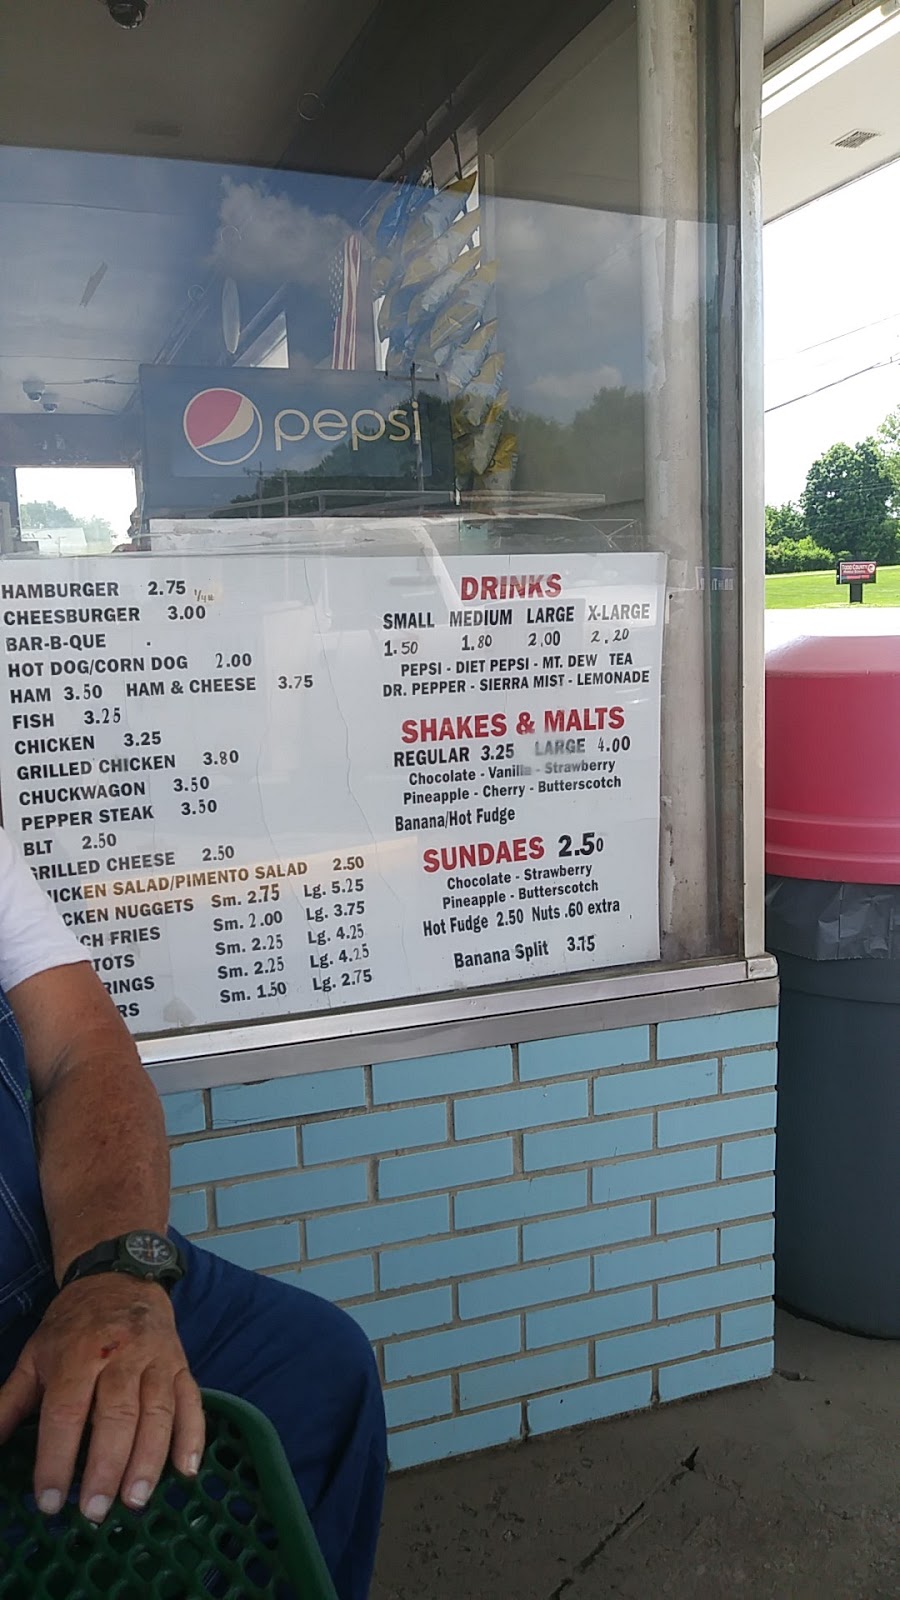 pepsi
HAMBURGER 2.75 1/4#
CHEESBURGER 3.00
BAR-B-QUE .
HOT DOG/CORN DOG 2.00
HAM 3.50 HAM & CHEESE 3.75
FISH 3.25
CHICKEN 3.25
GRILLED CHICKEN 3.80
CHUCKWAGON 3.50
PEPPER STEAK 3.50
BLT 2.50
GRILLED CHEESE 2.50
ICKEN SALAD/PIMENTO SALAD 2.50
CKEN NUGGETS Sm. 2.75 Lg. 5.25
CH FRIES Sm. 2.00 Lg. 3.75
TOTS Sm. 2.25 Lg. 4.25
RINGS Sm. 2.25 Lg. 4.25
RS Sm. 1.50 Lg. 2.75
DRINKS
SMALL MEDIUM LARGE X-LARGE
1.50 1.80 2.00 2.20
PEPSI - DIET PEPSI - MT. DEW TEA
DR. PEPPER - SIERRA MIST - LEMONADE
SHAKES & MALTS
REGULAR 3.25 LARGE 4.00
Chocolate - Vanilla - Strawberry
Pineapple - Cherry - Butterscotch
Banana/Hot Fudge
SUNDAES 2.50
Chocolate - Strawberry
Pineapple - Butterscotch
Hot Fudge 2.50 Nuts .60 extra
Banana Split 3.75
TODD COUNTY